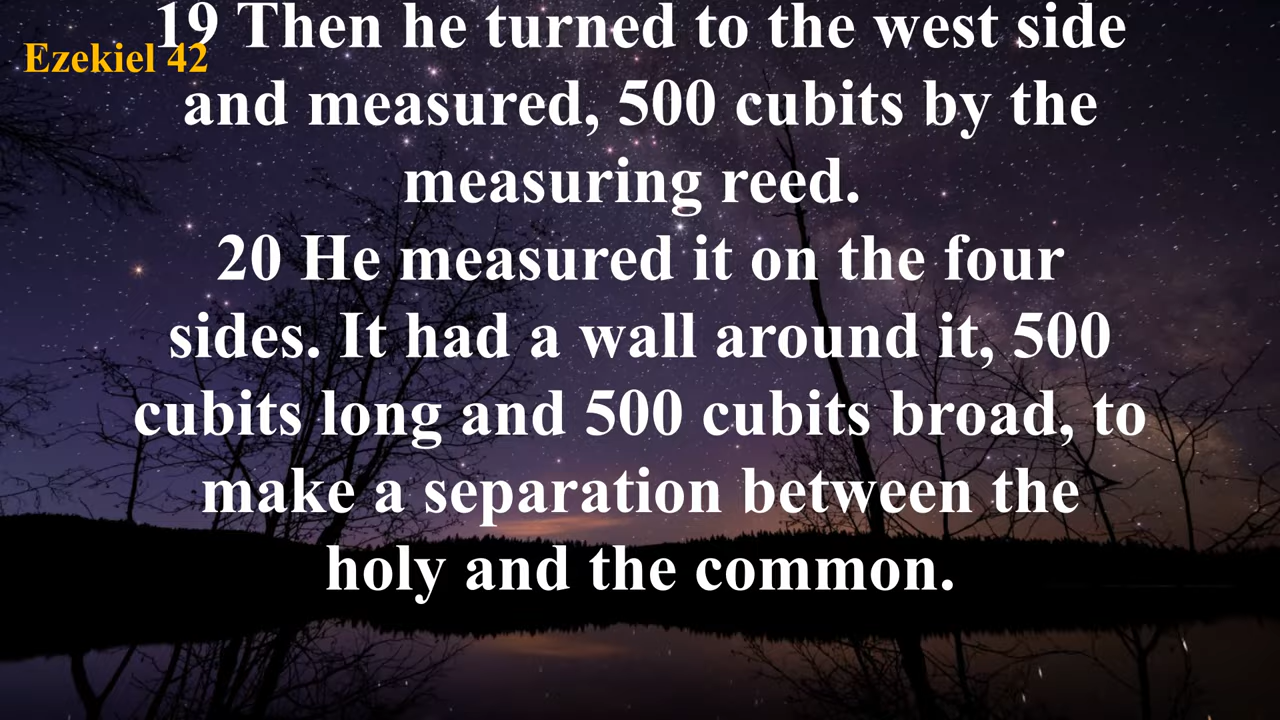 19 Then he turned to the west side
Ezekiel 42
and measured, 500 cubits by the
measuring reed.
20 He measured it on the four
sides. It had a wall around it, 500
cubits long and 500 cubits broad, to
make a separation between the
holy and the common.